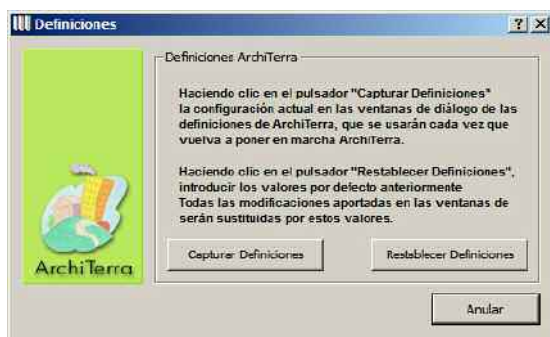 Definiciones
Definiciones ArchiTerra
Haciendo clic en el pulsador "Capturar Definiciones"
la configuración actual en las ventanas de diálogo de las
definiciones de ArchiTerra, que se usarán cada vez que
vuelva a poner en marcha ArchiTerra.
Haciendo clic en el pulsador "Restablecer Definiciones",
introducir los valores por defecto anteriormente
Todas las modificaciones aportadas en las ventanas de
serán sustituidas por estos valores.
ArchiTerra
Capturar Definiciones
Restablecer Definiciones
Anular